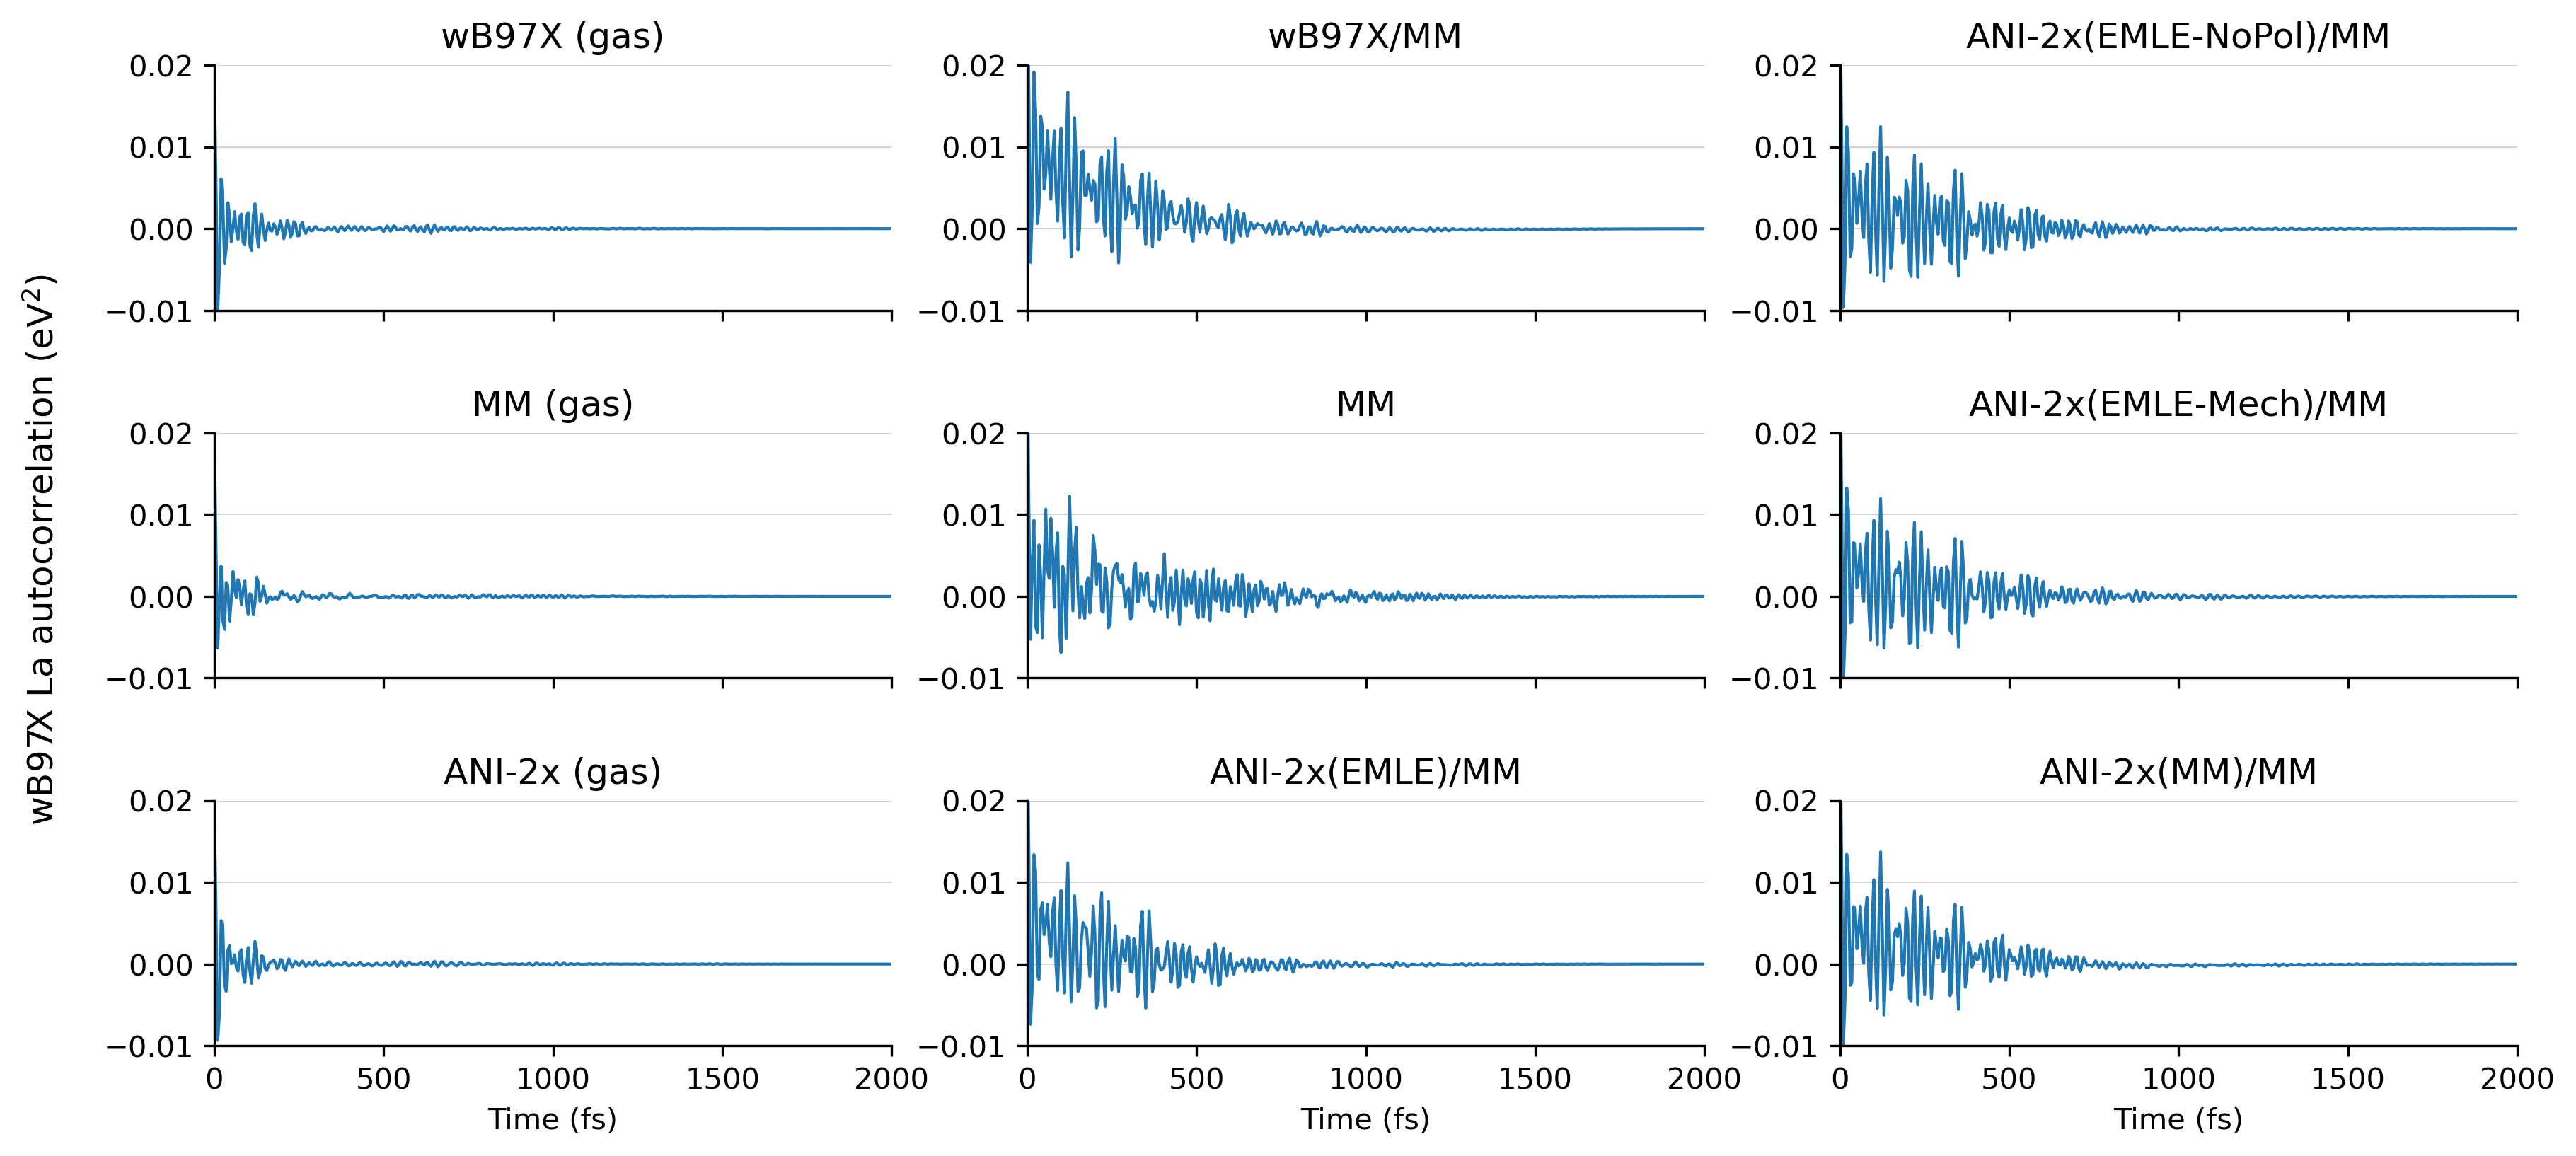 wB97X La autocorrelation (eV²)
wB97X (gas)
0.02
0.01
0.00
−0.01
wB97X/MM
0.02
0.01
0.00
−0.01
ANI-2x(EMLE-NoPol)/MM
0.02
0.01
0.00
−0.01
MM (gas)
0.02
0.01
0.00
−0.01
MM
0.02
0.01
0.00
−0.01
ANI-2x(EMLE-Mech)/MM
0.02
0.01
0.00
−0.01
ANI-2x (gas)
0.02
0.01
0.00
−0.01
0 500 1000 1500 2000
Time (fs)
ANI-2x(EMLE)/MM
0.02
0.01
0.00
−0.01
0 500 1000 1500 2000
Time (fs)
ANI-2x(MM)/MM
0.02
0.01
0.00
−0.01
0 500 1000 1500 2000
Time (fs)